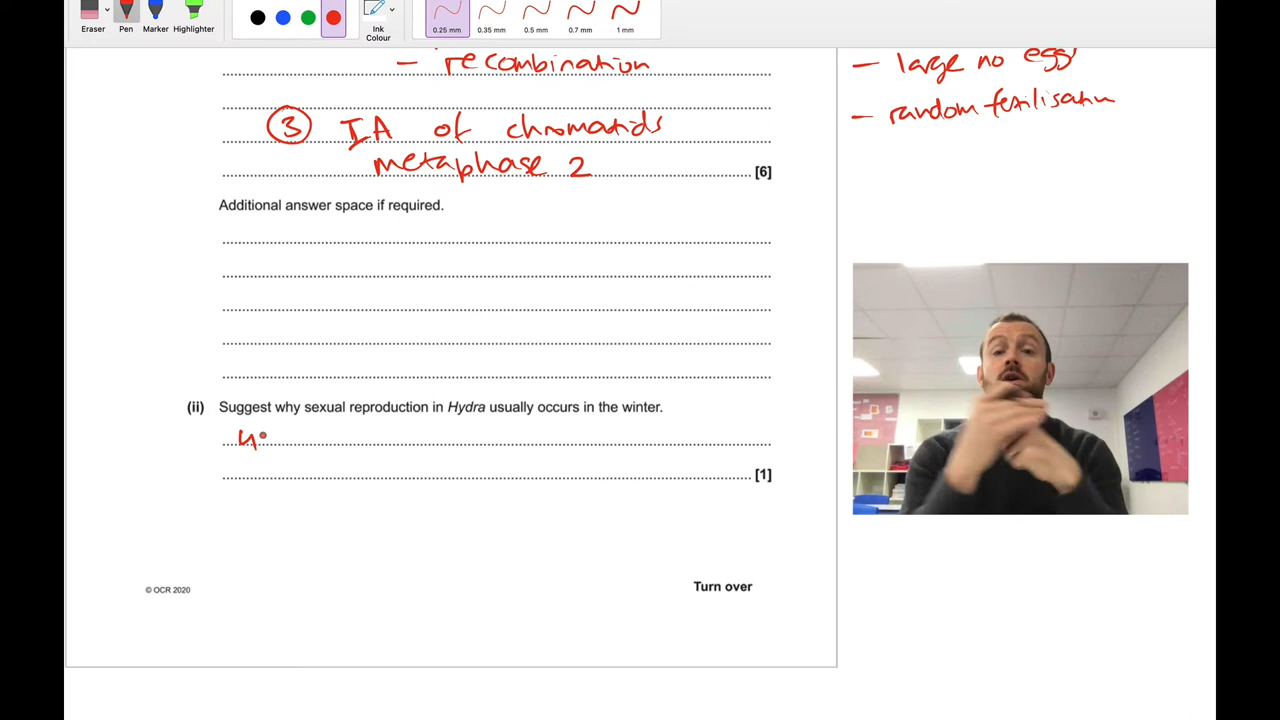 Eraser
Pen
Marker
Highlighter
Ink
Colour
0.25 mm
0.35 mm
0.5 mm
0.7 mm
1 mm
- recombination
③ IA of chromatids
metaphase 2
[6]
- large no eggs
- random fertilisation
Additional answer space if required.
(ii) Suggest why sexual reproduction in Hydra usually occurs in the winter.
[1]
© OCR 2020
Turn over